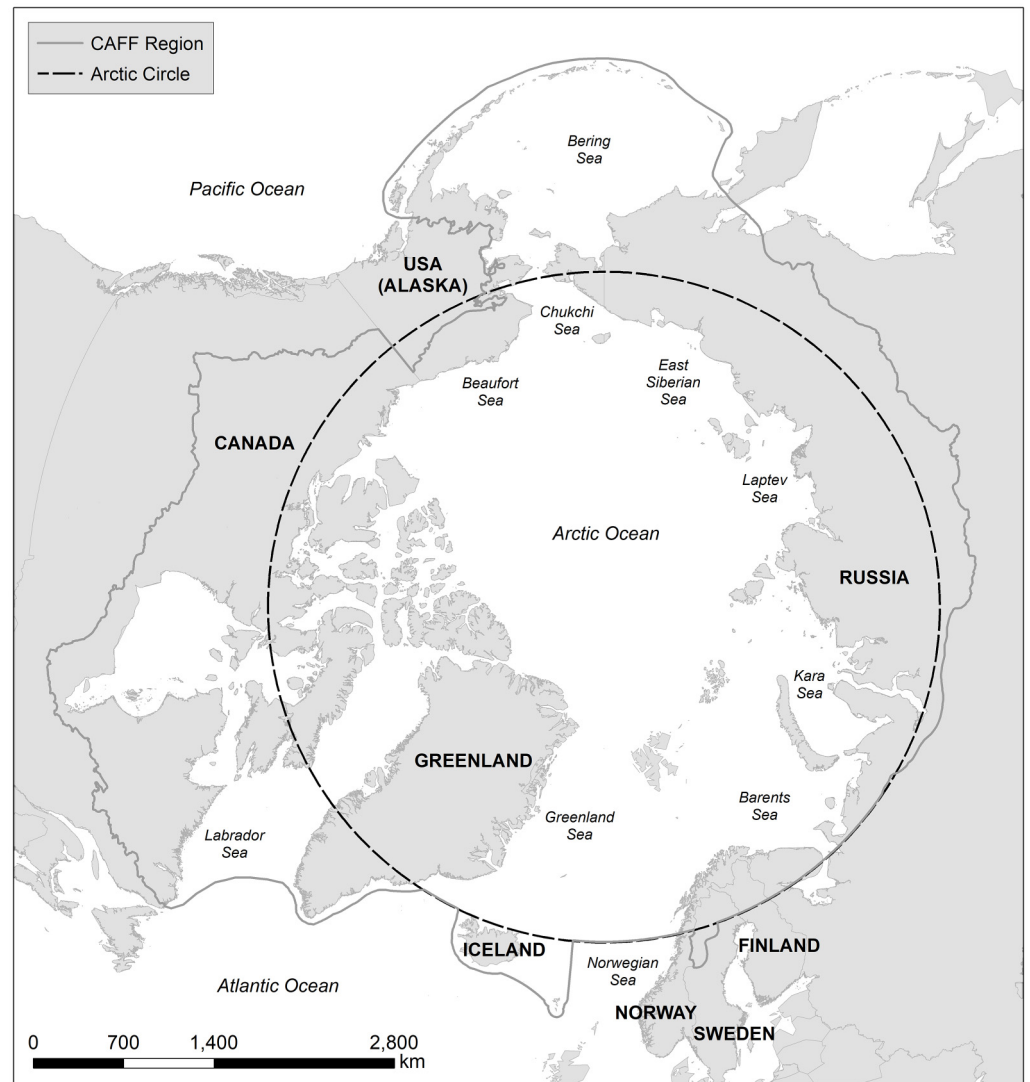 CAFF Region
Arctic Circle
Bering
Sea
Pacific Ocean
USA
(ALASKA)
Chukchi
Sea
East
Siberian
Sea
Beaufort
Sea
CANADA
Laptev
Sea
Arctic Ocean
RUSSIA
Kara
Sea
GREENLAND
Barents
Sea
Greenland
Sea
Labrador
Sea
ICELAND
FINLAND
Norwegian
Sea
Atlantic Ocean
NORWAY
SWEDEN
0 700 1,400 2,800
km